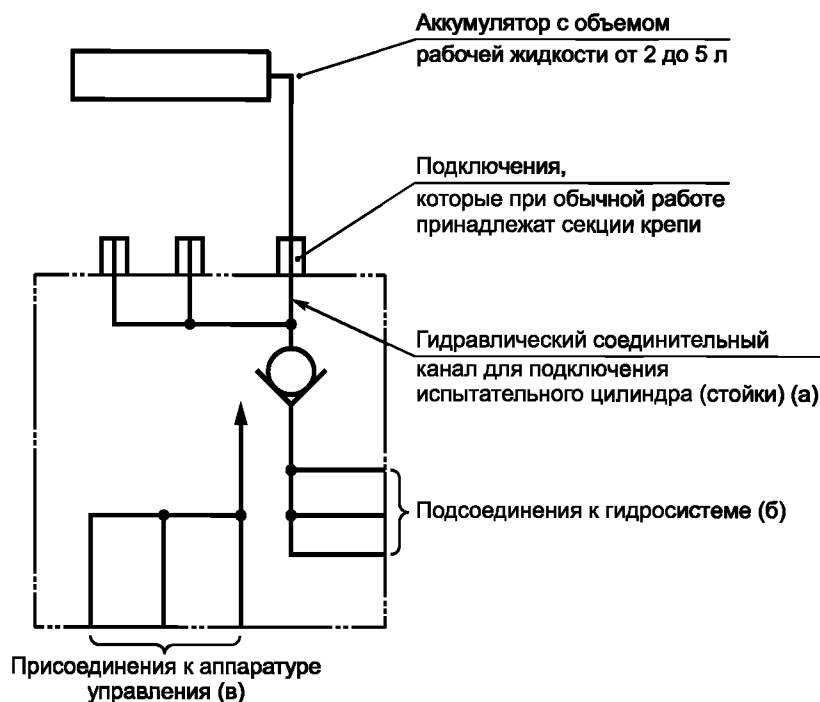 Аккумулятор с объемом
рабочей жидкости от 2 до 5 л
Подключения,
которые при обычной работе
принадлежат секции крепи
Гидравлический соединительный
канал для подключения
испытательного цилиндра (стойки) (а)
Подсоединения к гидросистеме (б)
Присоединения к аппаратуре
управления (в)